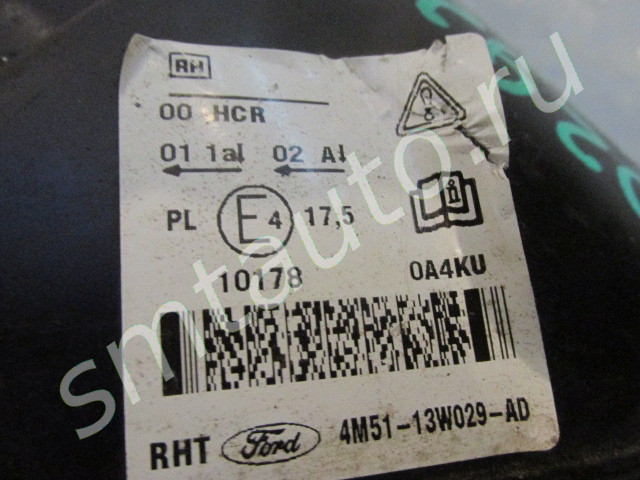 RH
00 HCR
01 1a 02 A
PL E4 17,5
10178 0A4KU
RHT Ford 4M51-13W029-AD
smtauto.ru